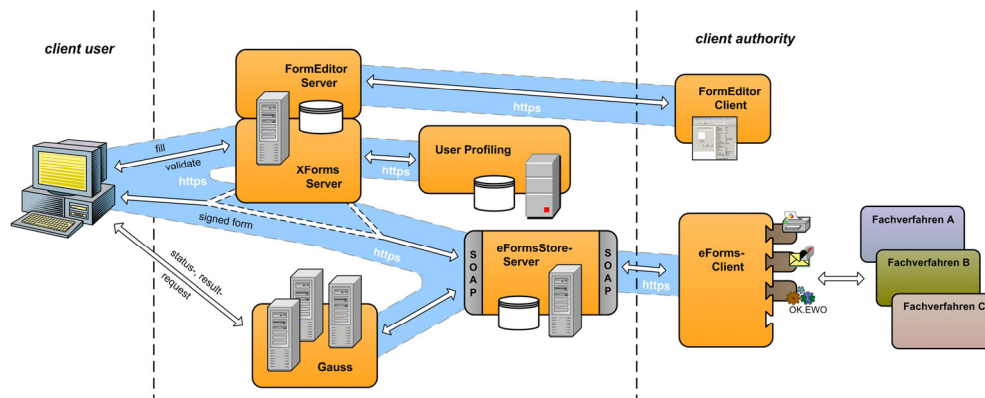 client user
client authority
FormEditor
Server
FormEditor
Client
https
fill
validate
https
XForms
Server
https
User Profiling
signed form
https
status-, result-
request
SOAP
eFormsStore-
Server
SOAP
https
eForms-
Client
OK.EWO
Fachverfahren A
Fachverfahren B
Fachverfahren C
Gauss